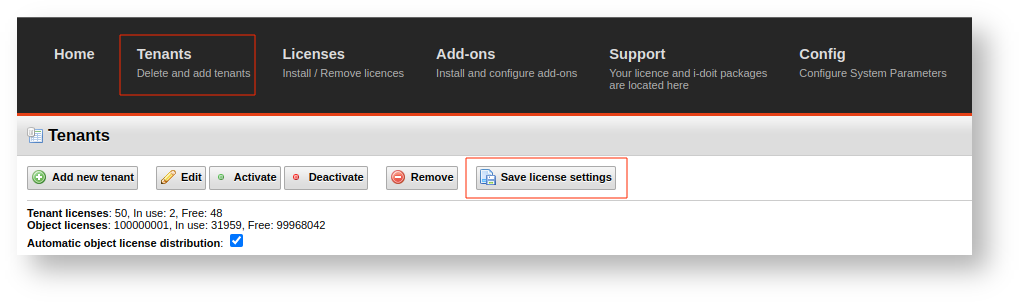 Home Tenants Licenses Add-ons Support Config
Delete and add tenants Install / Remove licences Install and configure add-ons Your licence and i-doit packages Configure System Parameters
are located here
Tenants
Add new tenant Edit Activate Deactivate Remove Save license settings
Tenant licenses: 50, In use: 2, Free: 48
Object licenses: 100000001, In use: 31959, Free: 99968042
Automatic object license distribution: